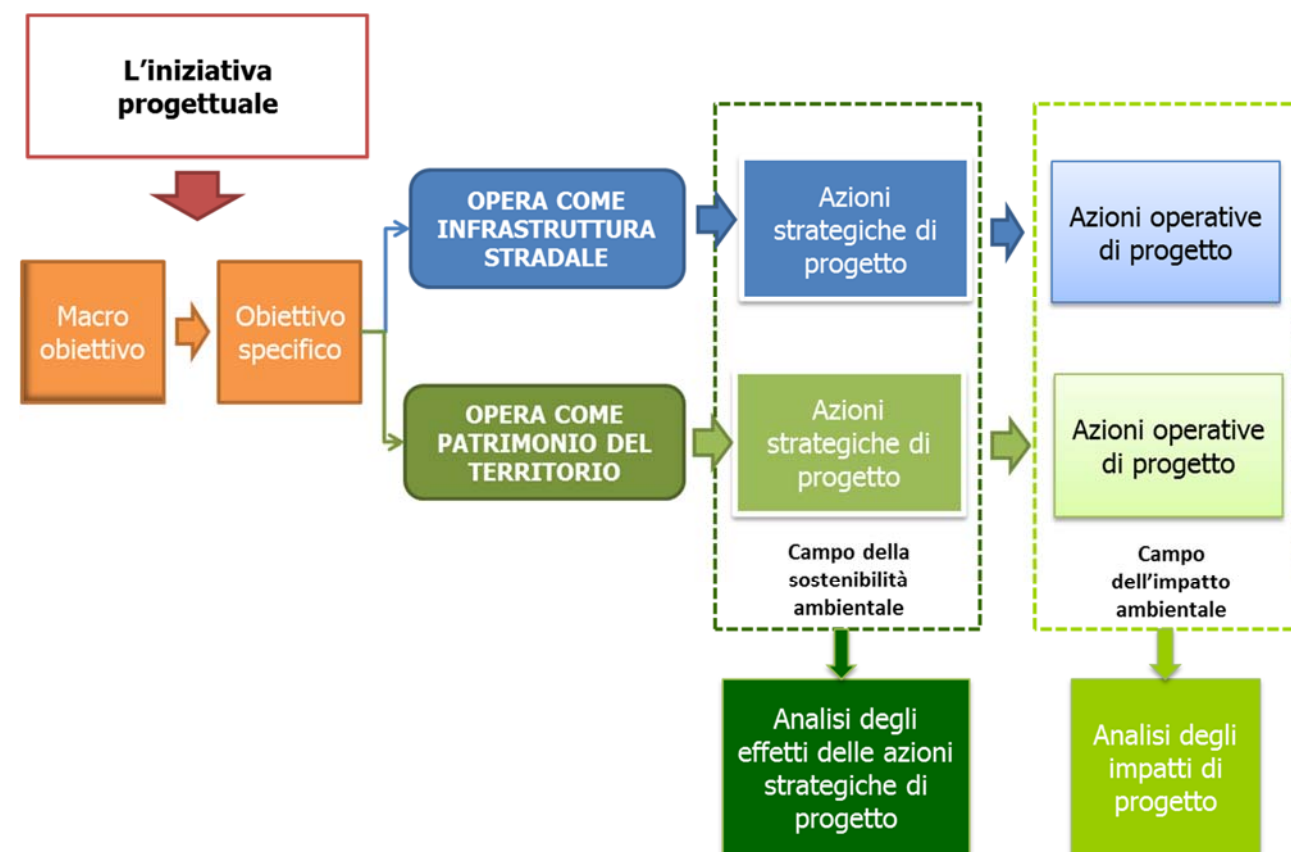 L'iniziativa
progettuale
Macro
obiettivo
Obiettivo
specifico
OPERA COME
INFRASTRUTTURA
STRADALE
Azioni
strategiche di
progetto
Azioni operative
di progetto
OPERA COME
PATRIMONIO DEL
TERRITORIO
Azioni
strategiche di
progetto
Azioni operative
di progetto
Campo della
sostenibilità
ambientale
Campo
dell'impatto
ambientale
Analisi degli
effetti delle azioni
strategiche di
progetto
Analisi degli
impatti di
progetto